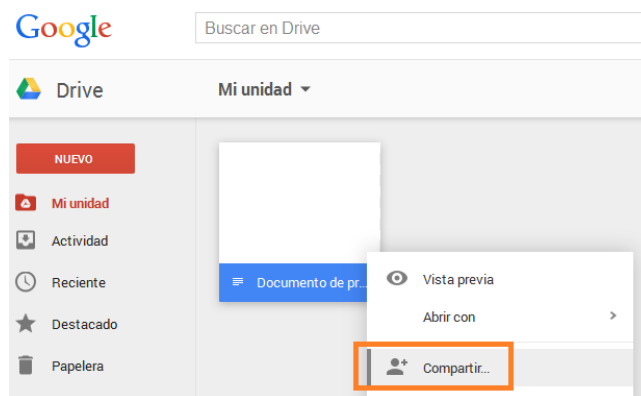 Google
Buscar en Drive
Drive
Mi unidad
NUEVO
Mi unidad
Actividad
Reciente
Destacado
Papelera
Documento de pr...
Vista previa
Abrir con
Compartir...